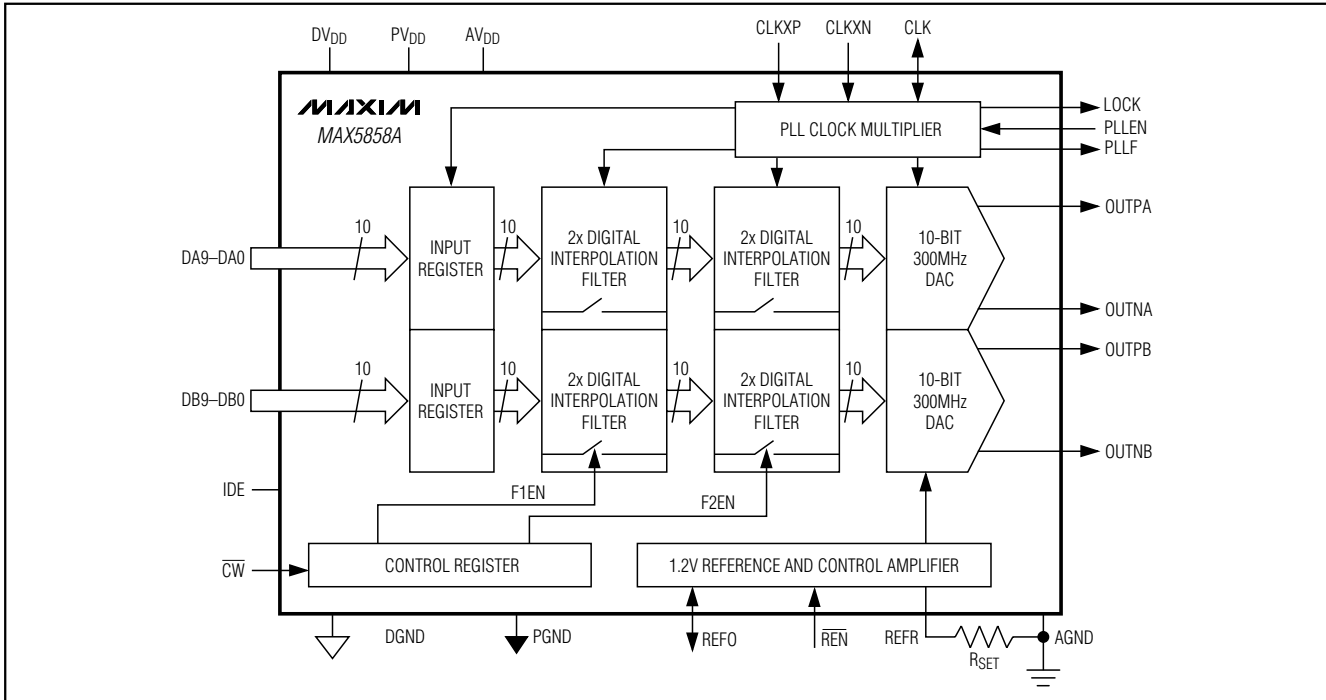 DVDD PVDD AVDD CLKXP CLKXN CLK
MAXIM
MAX5858A
PLL CLOCK MULTIPLIER
LOCK
PLLEN
PLLF
DA9–DA0
10
INPUT
REGISTER
10
2x DIGITAL
INTERPOLATION
FILTER
10
2x DIGITAL
INTERPOLATION
FILTER
10
10-BIT
300MHz
DAC
OUTPA
OUTNA
DB9–DB0
10
INPUT
REGISTER
10
2x DIGITAL
INTERPOLATION
FILTER
10
2x DIGITAL
INTERPOLATION
FILTER
10
10-BIT
300MHz
DAC
OUTPB
OUTNB
IDE
F1EN
F2EN
CW
CONTROL REGISTER
1.2V REFERENCE AND CONTROL AMPLIFIER
DGND
PGND
REFO
REN
REFR
RSET
AGND